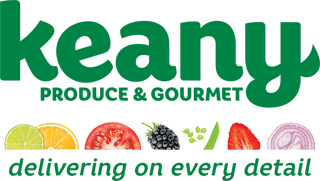 keany
PRODUCE & GOURMET
delivering on every detail